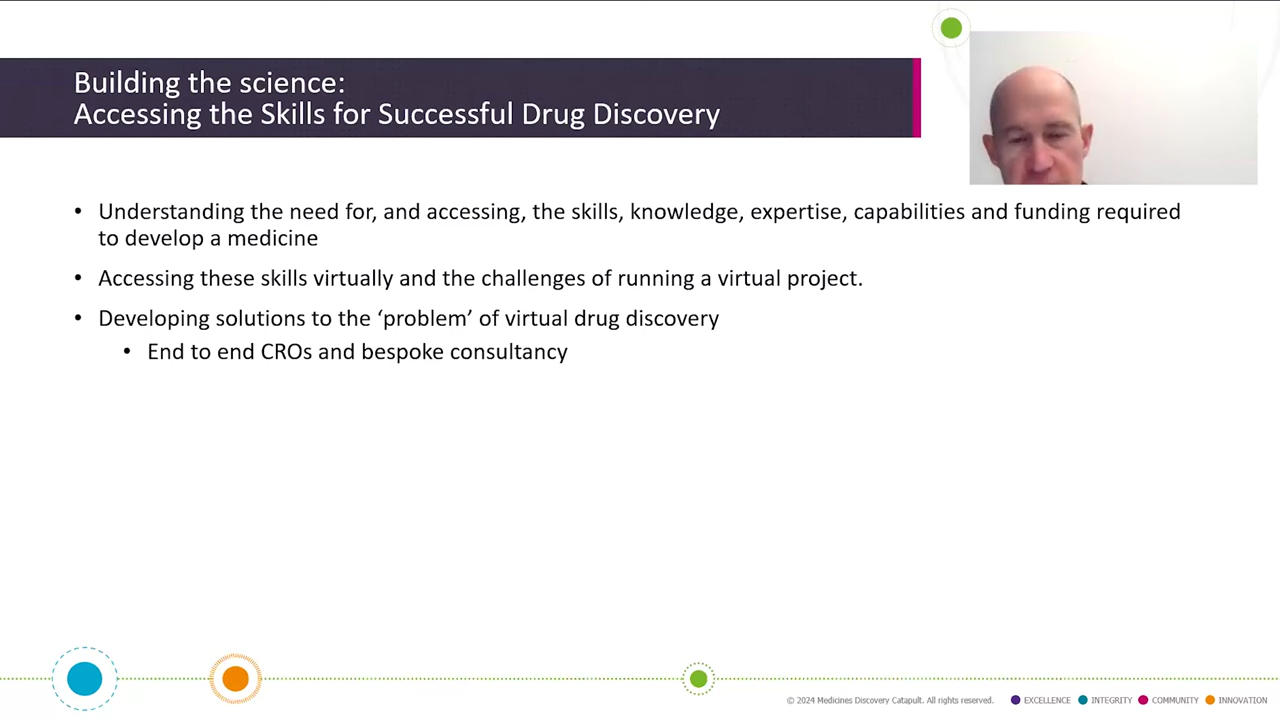 Building the science:
Accessing the Skills for Successful Drug Discovery
• Understanding the need for, and accessing, the skills, knowledge, expertise, capabilities and funding required
to develop a medicine
• Accessing these skills virtually and the challenges of running a virtual project.
• Developing solutions to the ‘problem’ of virtual drug discovery
• End to end CROs and bespoke consultancy
© 2024 Medicines Discovery Catapult. All rights reserved. EXCELLENCE INTEGRITY COMMUNITY INNOVATION